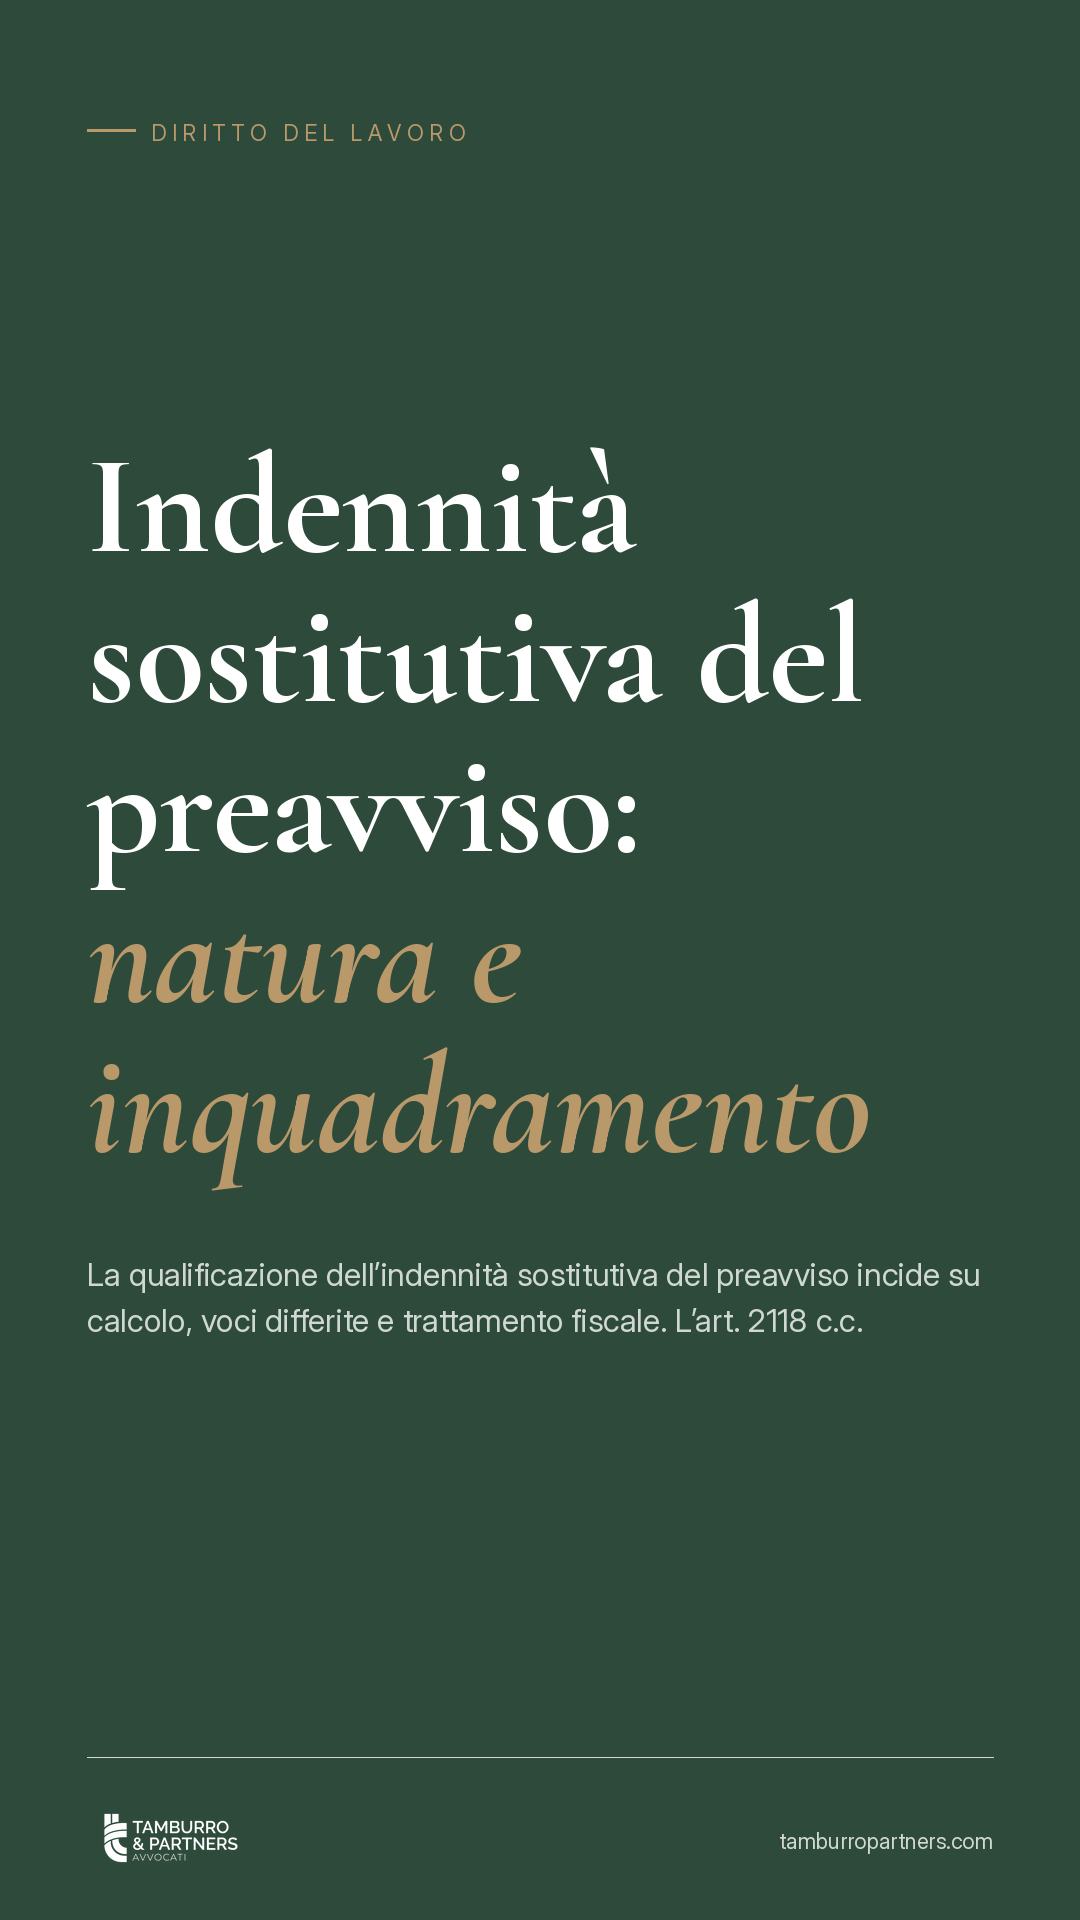 DIRITTO DEL LAVORO
Indennità
sostitutiva del
preavviso:
natura e
inquadramento
La qualificazione dell’indennità sostitutiva del preavviso incide su
calcolo, voci differite e trattamento fiscale. L’art. 2118 c.c.
TAMBURRO
& PARTNERS
AVVOCATI
tamburropartners.com